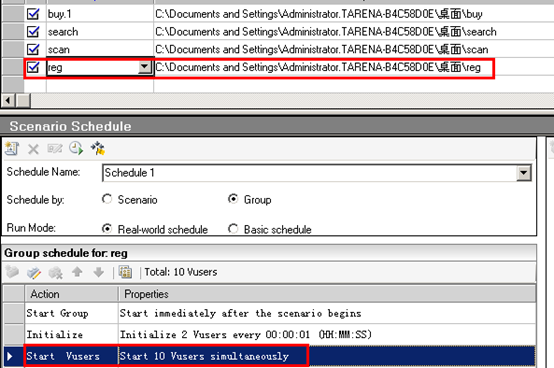 buy.1 C:\Documents and Settings\Administrator.TARENA-B4C58D0E\桌面\buy
search C:\Documents and Settings\Administrator.TARENA-B4C58D0E\桌面\search
scan C:\Documents and Settings\Administrator.TARENA-B4C58D0E\桌面\scan
reg C:\Documents and Settings\Administrator.TARENA-B4C58D0E\桌面\reg
Scenario Schedule
Schedule Name: Schedule 1
Schedule by: Scenario Group
Run Mode: Real-world schedule Basic schedule
Group schedule for: reg
Total: 10 Vusers
Action Properties
Start Group Start immediately after the scenario begins
Initialize Initialize 2 Vusers every 00:00:01 (HH:MM:SS)
Start Vusers Start 10 Vusers simultaneously